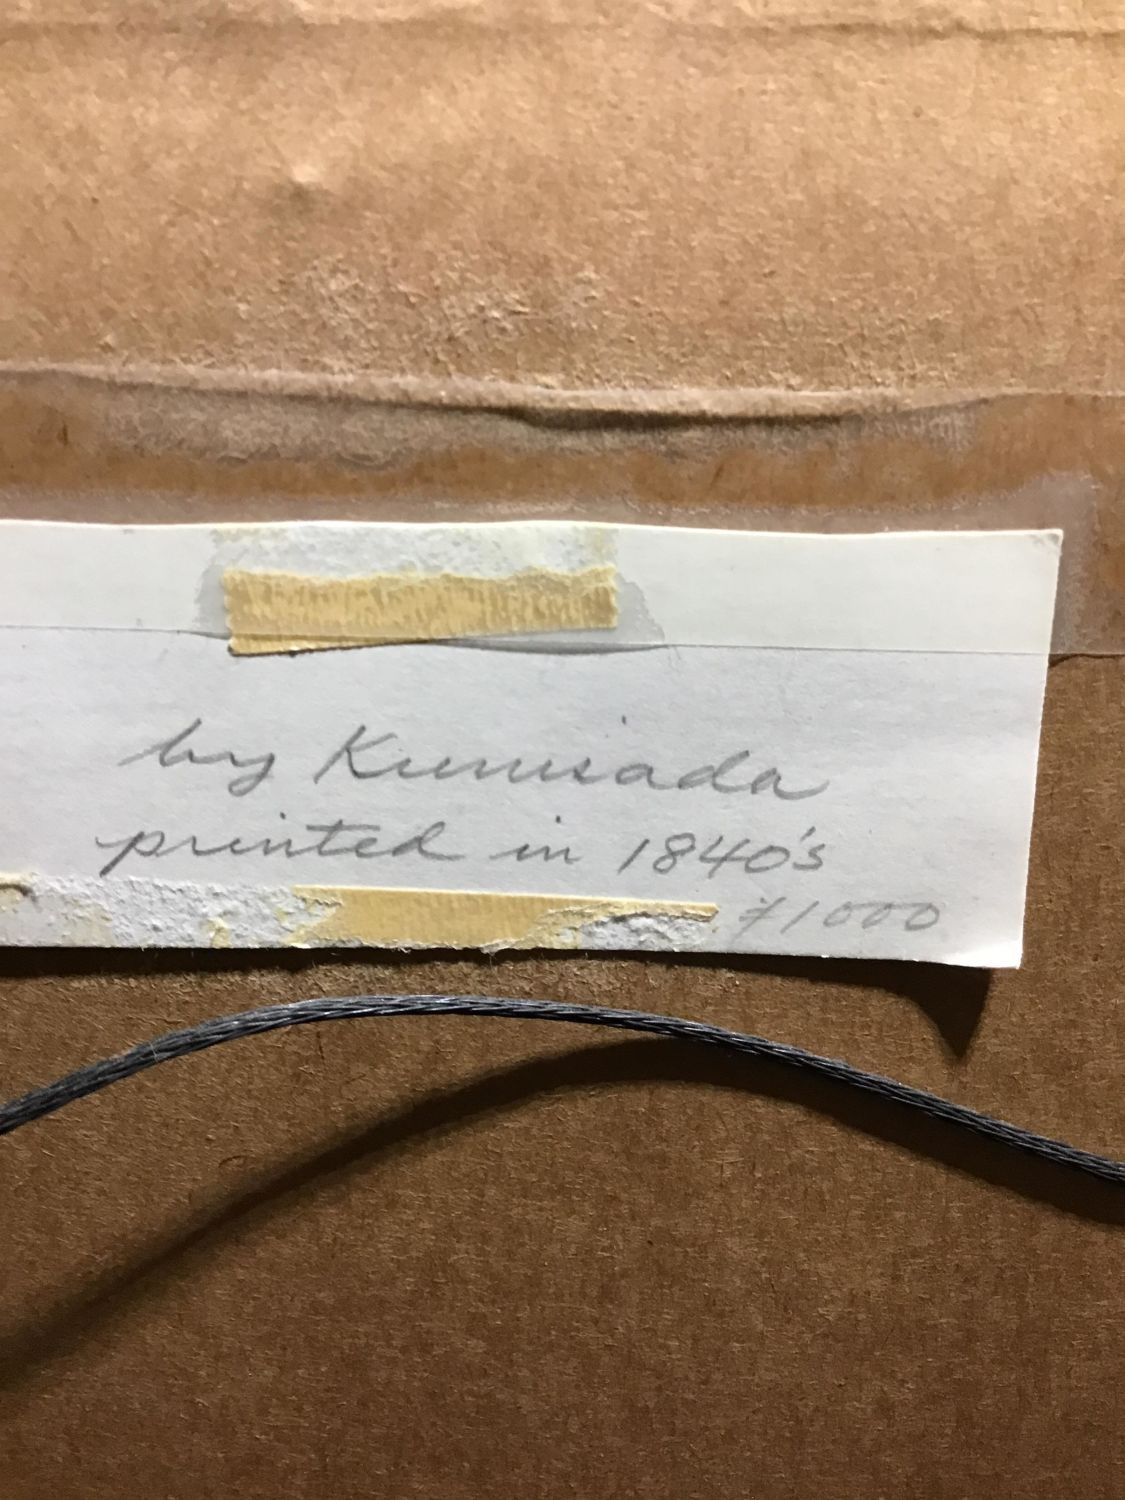 by Kunisada
printed in 1840's
¥1000